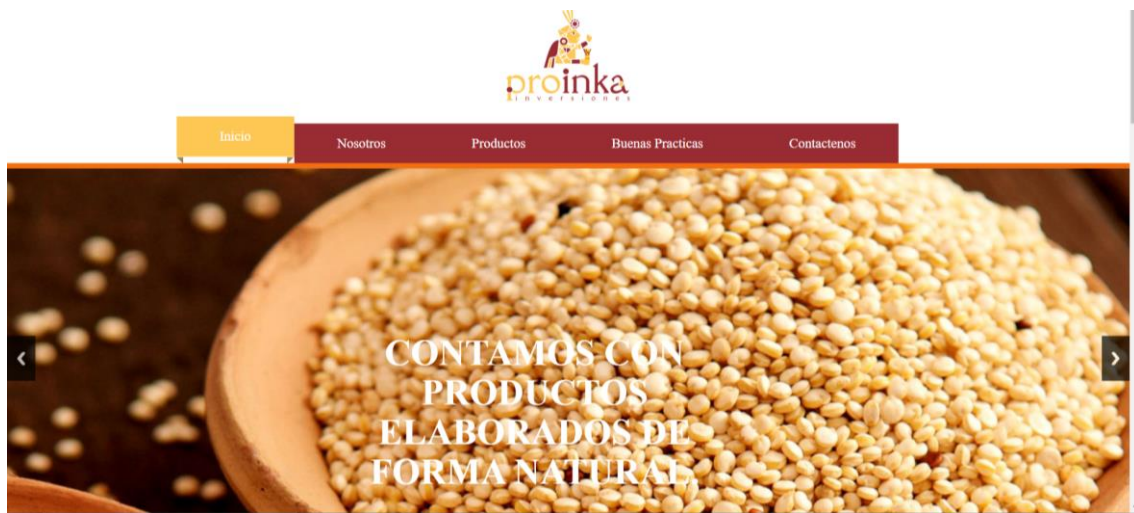 proinka
inversiones
Inicio
Nosotros
Productos
Buenas Practicas
Contactenos
CONTAMOS CON
PRODUCTOS
ELABORADOS DE
FORMA NATURAL.